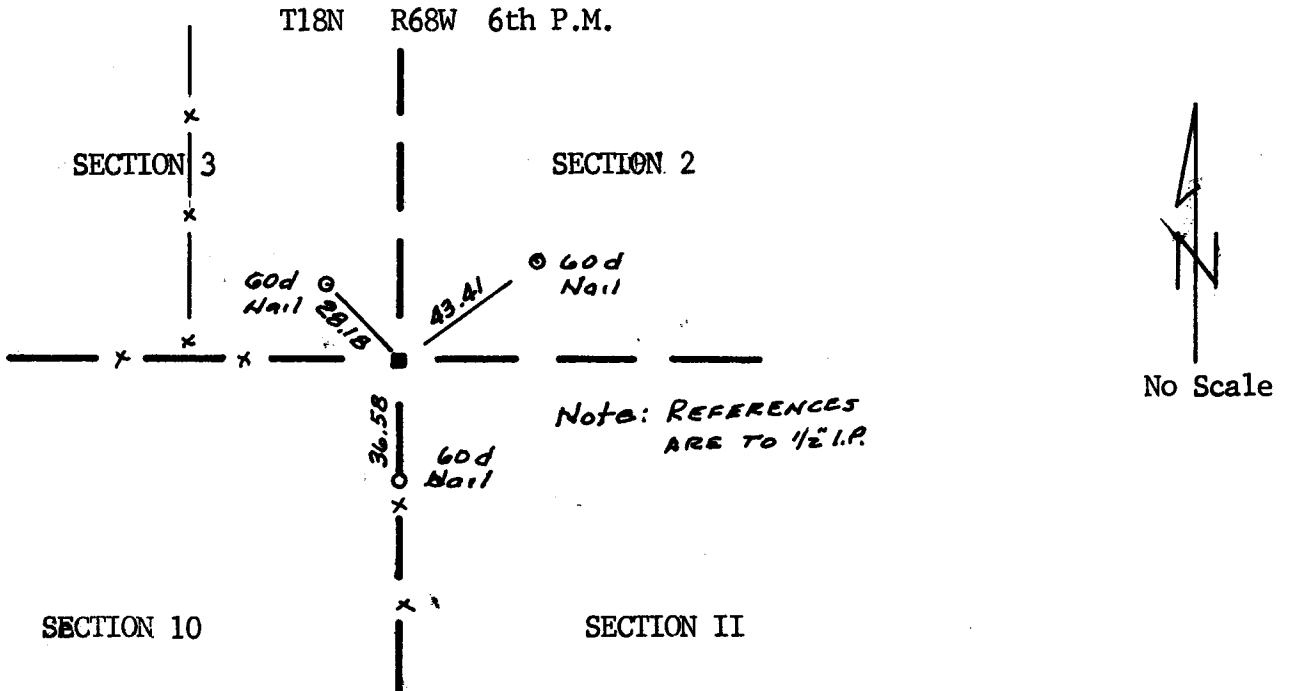 T18N R68W 6th P.M.
SECTION 3
SECTION 2
60d
Nail
28.18
43.41
60d
Nail
N
No Scale
Note: REFERENCES
ARE TO 1/2" I.P.
36.58
60d
Nail
SECTION 10
SECTION II